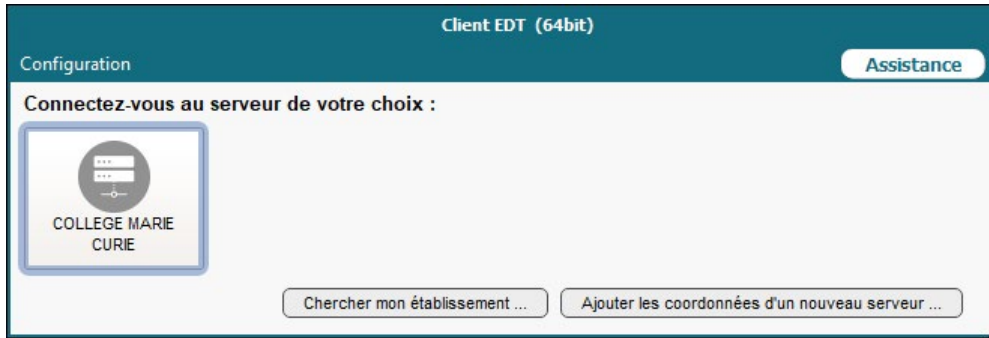 Client EDT (64bit)
Configuration
Assistance
Connectez-vous au serveur de votre choix :
COLLEGE MARIE
CURIE
Chercher mon établissement ...
Ajouter les coordonnées d'un nouveau serveur ...